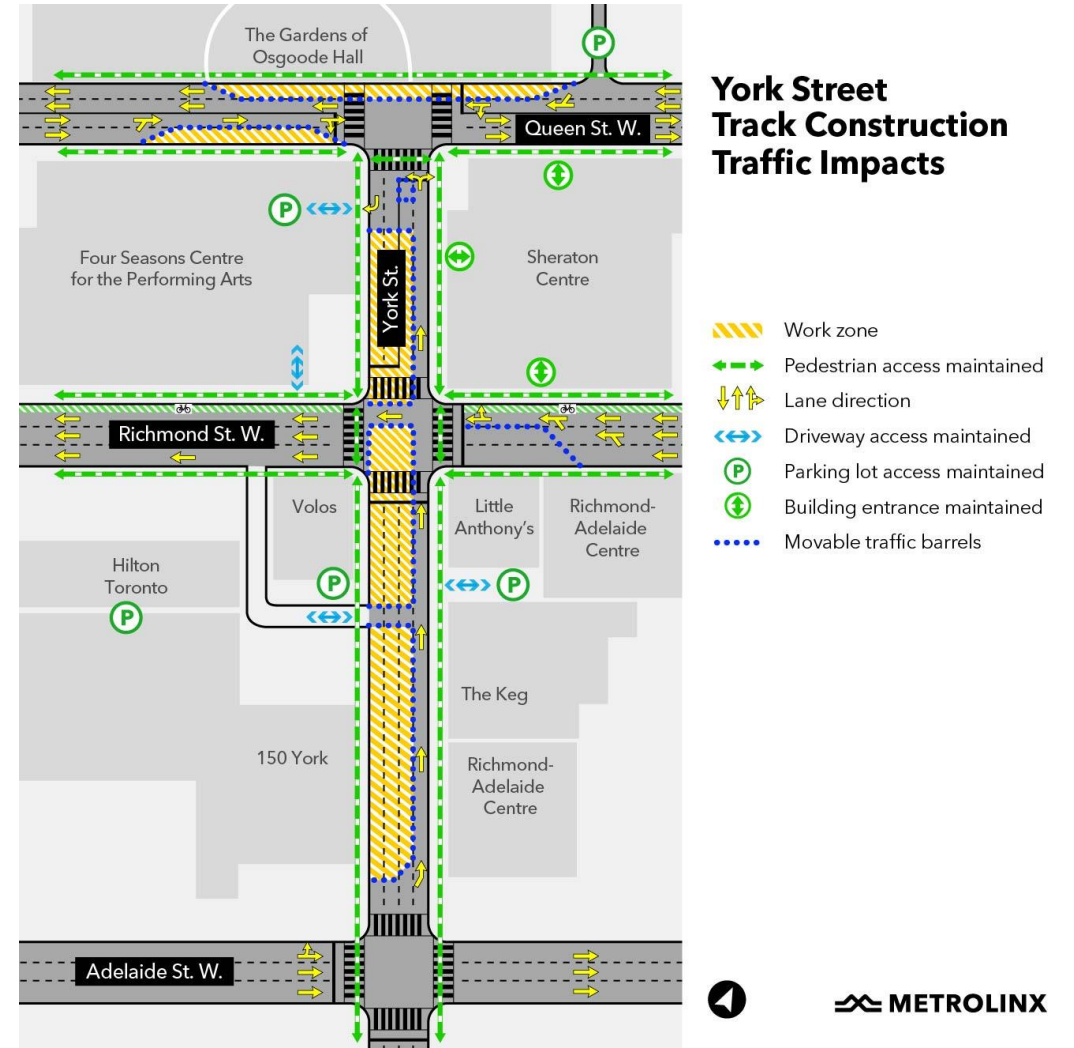 The Gardens of
Osgoode Hall
P
York Street
Track Construction
Traffic Impacts
Queen St. W.
P
Four Seasons Centre
for the Performing Arts
York St.
Sheraton
Centre
Work zone
Pedestrian access maintained
Lane direction
Richmond St. W.
Driveway access maintained
P
Parking lot access maintained
Building entrance maintained
Movable traffic barrels
Volos
Little
Anthony's
Richmond-
Adelaide
Centre
Hilton
Toronto
P
P
P
The Keg
150 York
Richmond-
Adelaide
Centre
Adelaide St. W.
METROLINX